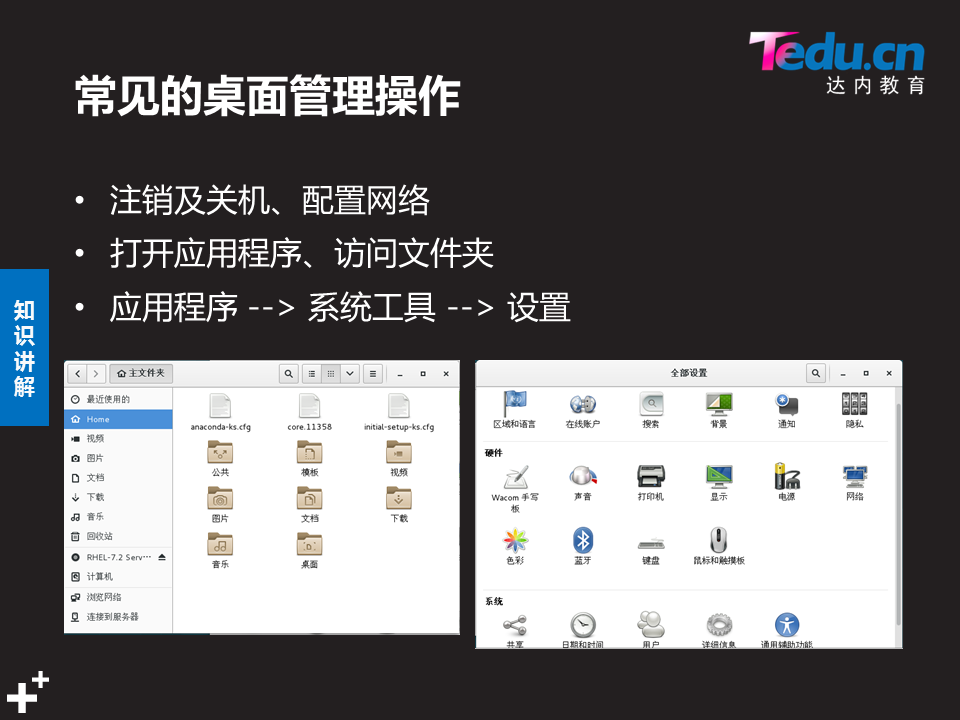 Tedu.cn
达内教育
常见的桌面管理操作
• 注销及关机、配置网络
• 打开应用程序、访问文件夹
• 应用程序 --> 系统工具 --> 设置
知识讲解
主文件夹
最近使用的
Home
视频
图片
文档
下载
音乐
回收站
RHEL-7.2 Serv···
计算机
浏览网络
连接到服务器
anaconda-ks.cfg core.11358 initial-setup-ks.cfg
公共 模板 视频
图片 文档 下载
音乐 桌面
全部设置
区域和语言 在线账户 搜索 背景 通知 隐私
硬件
Wacom 手写板 声音 打印机 显示 电源 网络
色彩 蓝牙 键盘 鼠标和触摸板
系统
共享 日期和时间 用户 详细信息 通用辅助功能